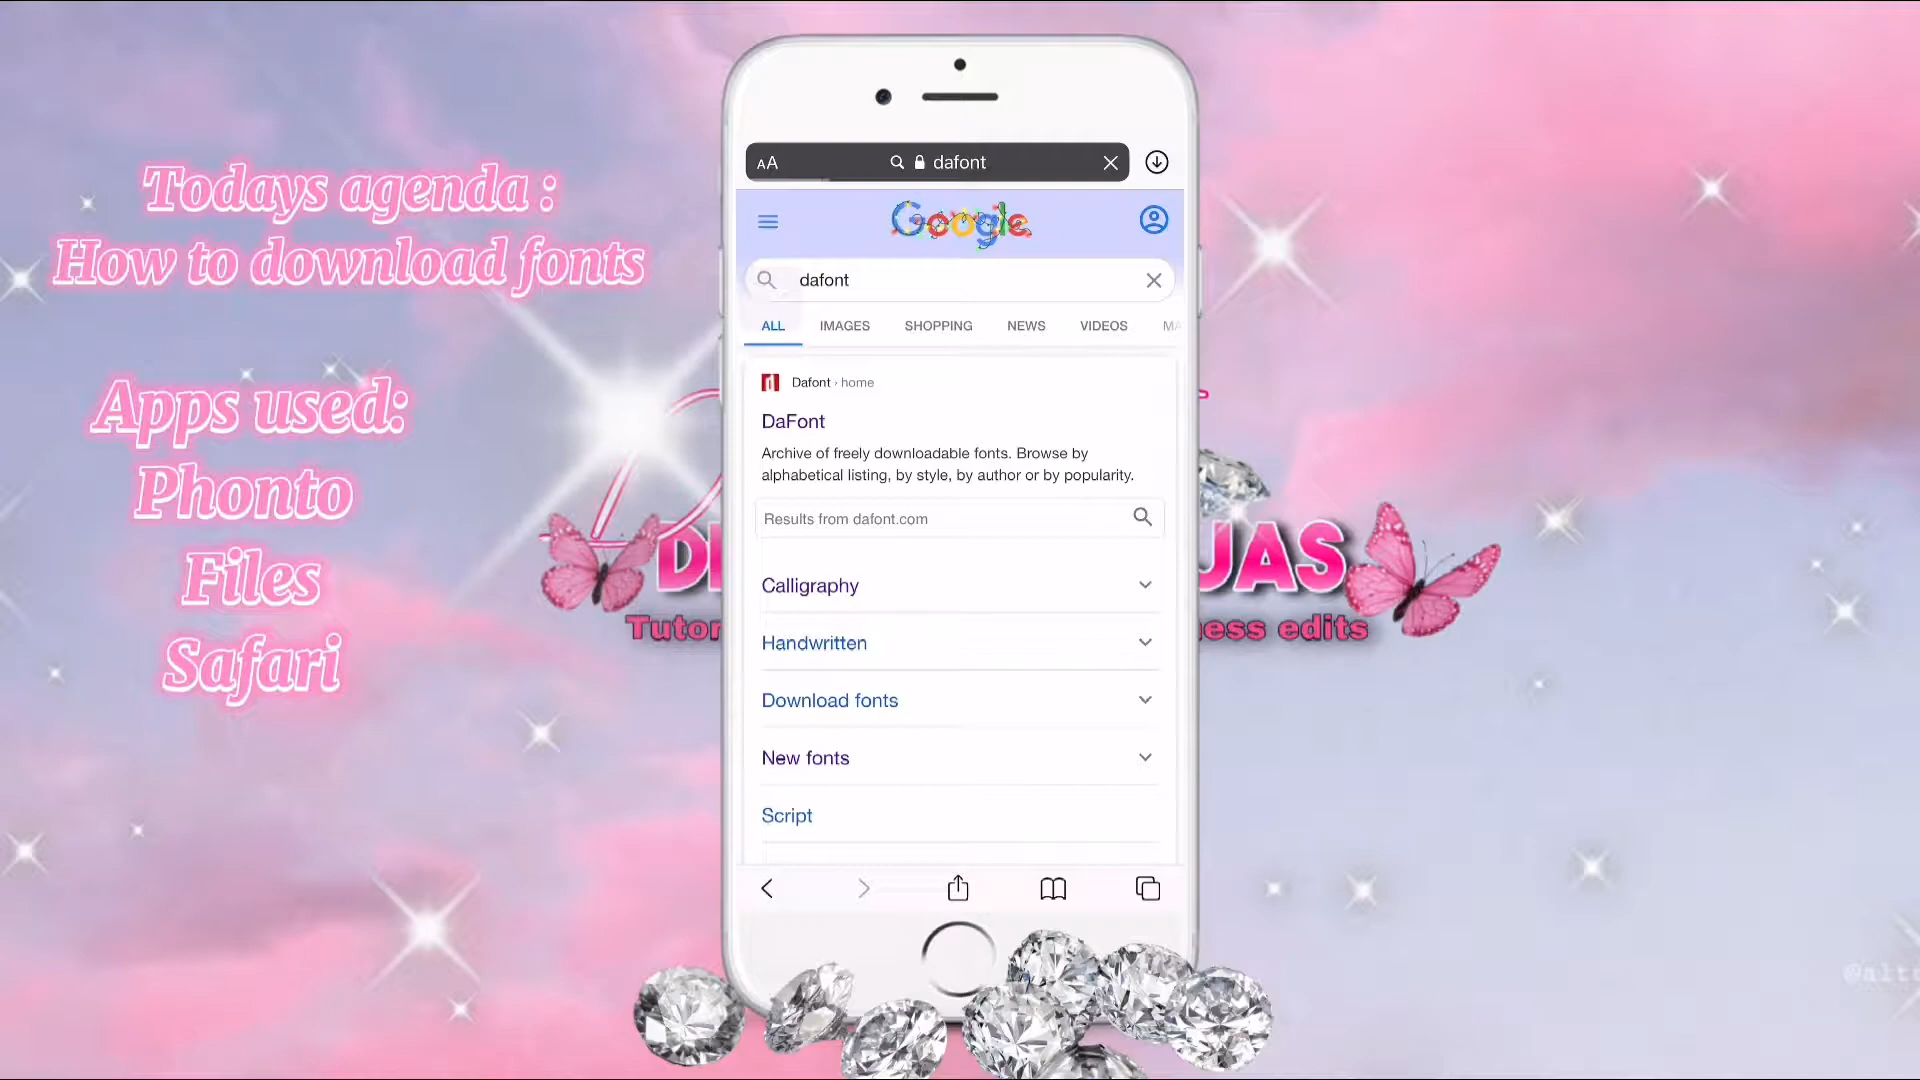 Todays agenda :
How to download fonts
Apps used:
Phonto
Files
Safari
AA dafont
Google
dafont
ALL IMAGES SHOPPING NEWS VIDEOS
Dafont › home
DaFont
Archive of freely downloadable fonts. Browse by
alphabetical listing, by style, by author or by popularity.
Results from dafont.com
Calligraphy
Handwritten
Download fonts
New fonts
Script
edits